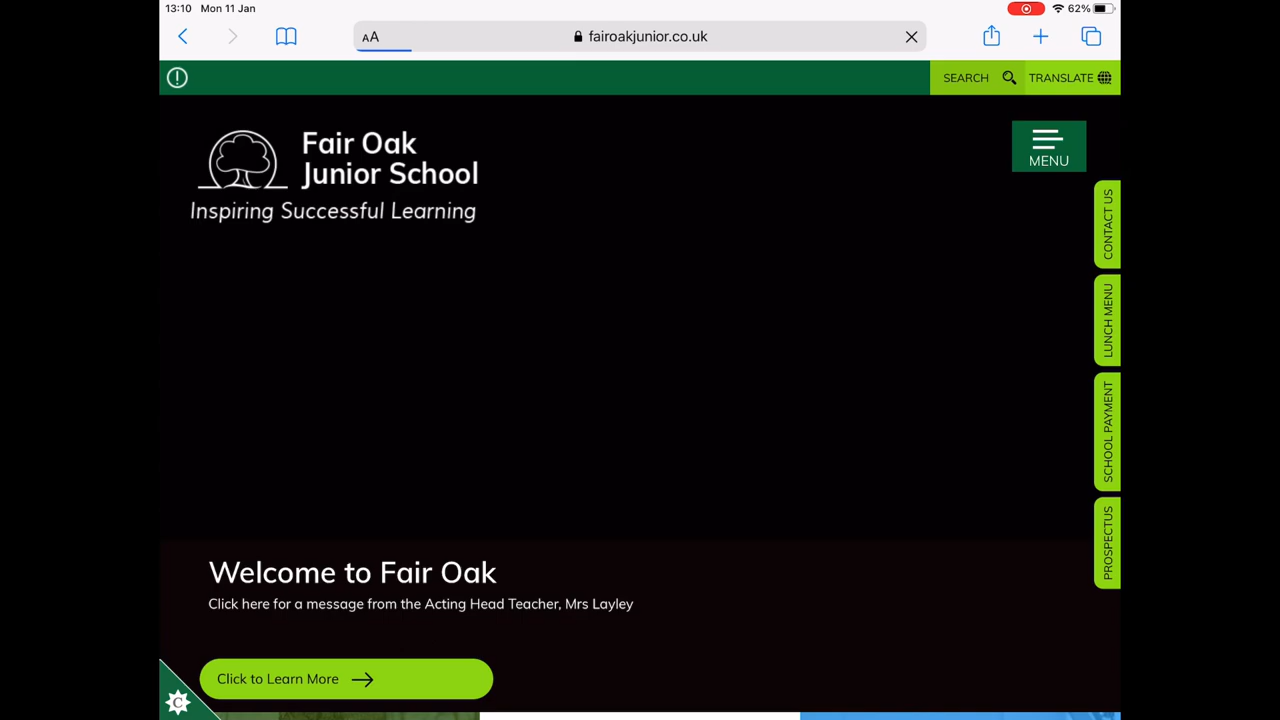 13:10 Mon 11 Jan
62%
AA
fairoakjunior.co.uk
SEARCH
TRANSLATE
Fair Oak
Junior School
Inspiring Successful Learning
MENU
CONTACT US
LUNCH MENU
SCHOOL PAYMENT
PROSPECTUS
Welcome to Fair Oak
Click here for a message from the Acting Head Teacher, Mrs Layley
Click to Learn More
C